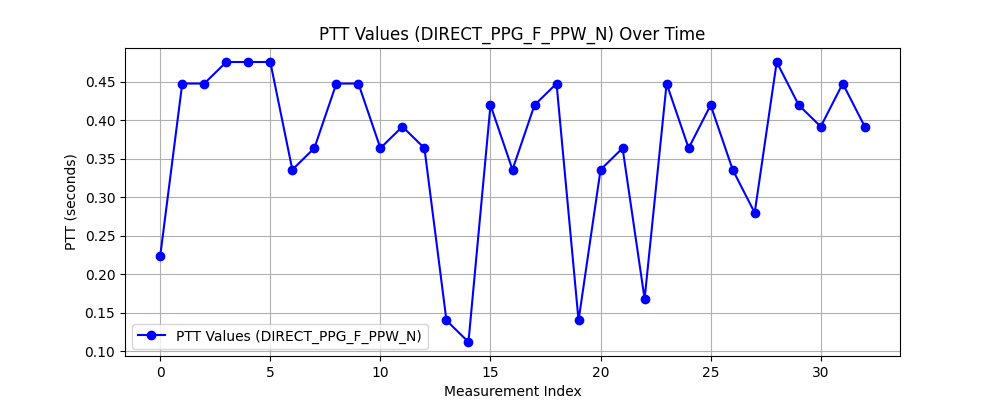 PTT Values (DIRECT_PPG_F_PPW_N) Over Time
PTT (seconds)
0.45
0.40
0.35
0.30
0.25
0.20
0.15
0.10
PTT Values (DIRECT_PPG_F_PPW_N)
0 5 10 15 20 25 30
Measurement Index